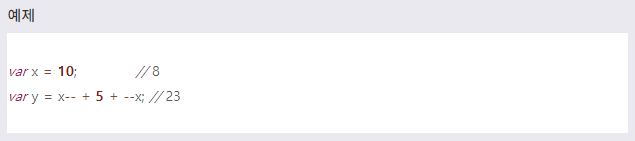 예제
var x = 10; // 8
var y = x-- + 5 + --x; // 23